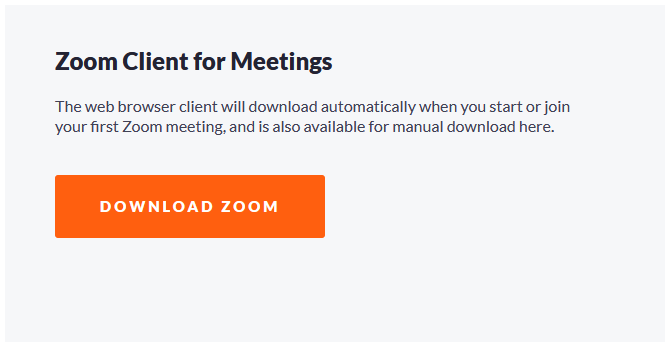 Zoom Client for Meetings
The web browser client will download automatically when you start or join
your first Zoom meeting, and is also available for manual download here.
DOWNLOAD ZOOM